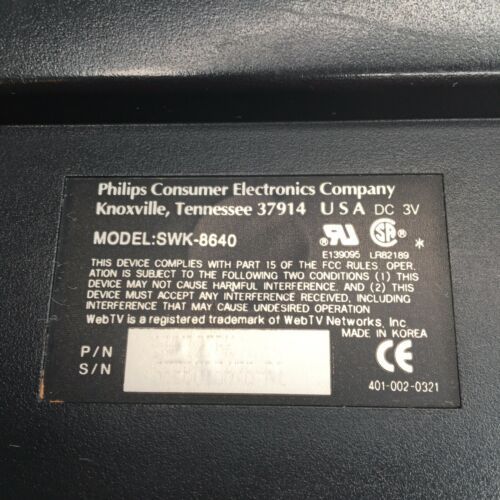 Philips Consumer Electronics Company
Knoxville, Tennessee 37914 U S A DC 3V
MODEL:SWK-8640
E139095 LR82189 *
THIS DEVICE COMPLIES WITH PART 15 OF THE FCC RULES. OPER-
ATION IS SUBJECT TO THE FOLLOWING TWO CONDITIONS (1) THIS
DEVICE MAY NOT CAUSE HARMFUL INTERFERENCE. AND (2) THIS
DEVICE MUST ACCEPT ANY INTERFERENCE RECEIVED, INCLUDING
INTERFERENCE THAT MAY CAUSE UNDESIRED OPERATION
WebTV is a registered trademark of WebTV Networks, Inc.
MADE IN KOREA
P/N
S/N
CE
401-002-0321